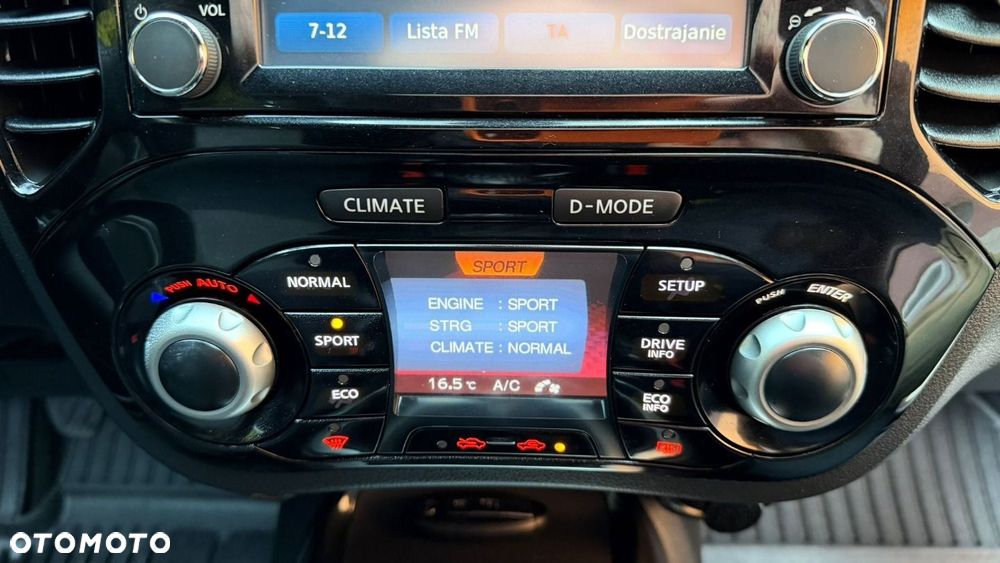 VOL
7-12 Lista FM TA Dostrajanie
CLIMATE D-MODE
PUSH AUTO
NORMAL
SPORT
ECO
SPORT
ENGINE : SPORT
STRG : SPORT
CLIMATE : NORMAL
16.5°C A/C
SETUP
DRIVE
INFO
ECO
INFO
PUSH ENTER
OTOMOTO